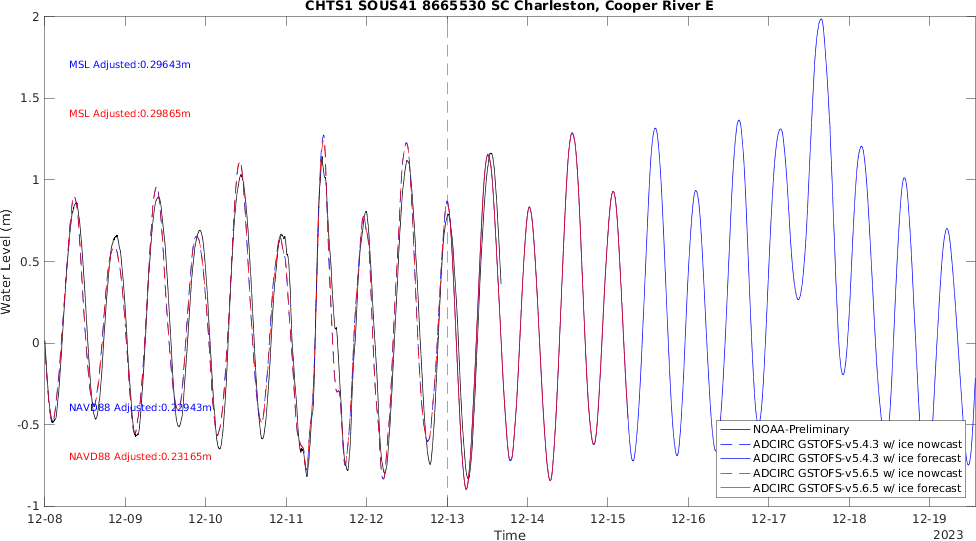 CHTS1 SOUS41 8665530 SC Charleston, Cooper River E
2
1.5
1
0.5
0
-0.5
-1
Water Level (m)
MSL Adjusted:0.29643m
MSL Adjusted:0.29865m
NAVD88 Adjusted:0.22943m
NAVD88 Adjusted:0.23165m
NOAA-Preliminary
ADCIRC GSTOFS-v5.4.3 w/ ice nowcast
ADCIRC GSTOFS-v5.4.3 w/ ice forecast
ADCIRC GSTOFS-v5.6.5 w/ ice nowcast
ADCIRC GSTOFS-v5.6.5 w/ ice forecast
12-08 12-09 12-10 12-11 12-12 12-13 12-14 12-15 12-16 12-17 12-18 12-19
Time
2023